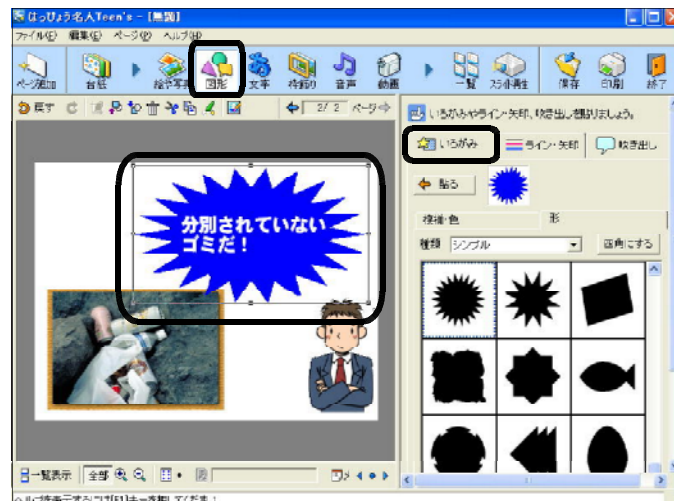 はっぴょう名人Teen's - [無題]
ファイル(F) 編集(E) ページ(P) ヘルプ(H)
ページ追加 台紙 絵や写真 図形 文字 枠飾り 音声 動画 一覧 スライド再生 保存 印刷 終了
戻す 2/ 2 ページ
いろがみやライン・矢印、吹き出しを貼りましょう。
いろがみ ライン・矢印 吹き出し
貼る
模様・色 形
種類 シンプル 四角にする
分別されていない
ゴミだ！
一覧表示 全部